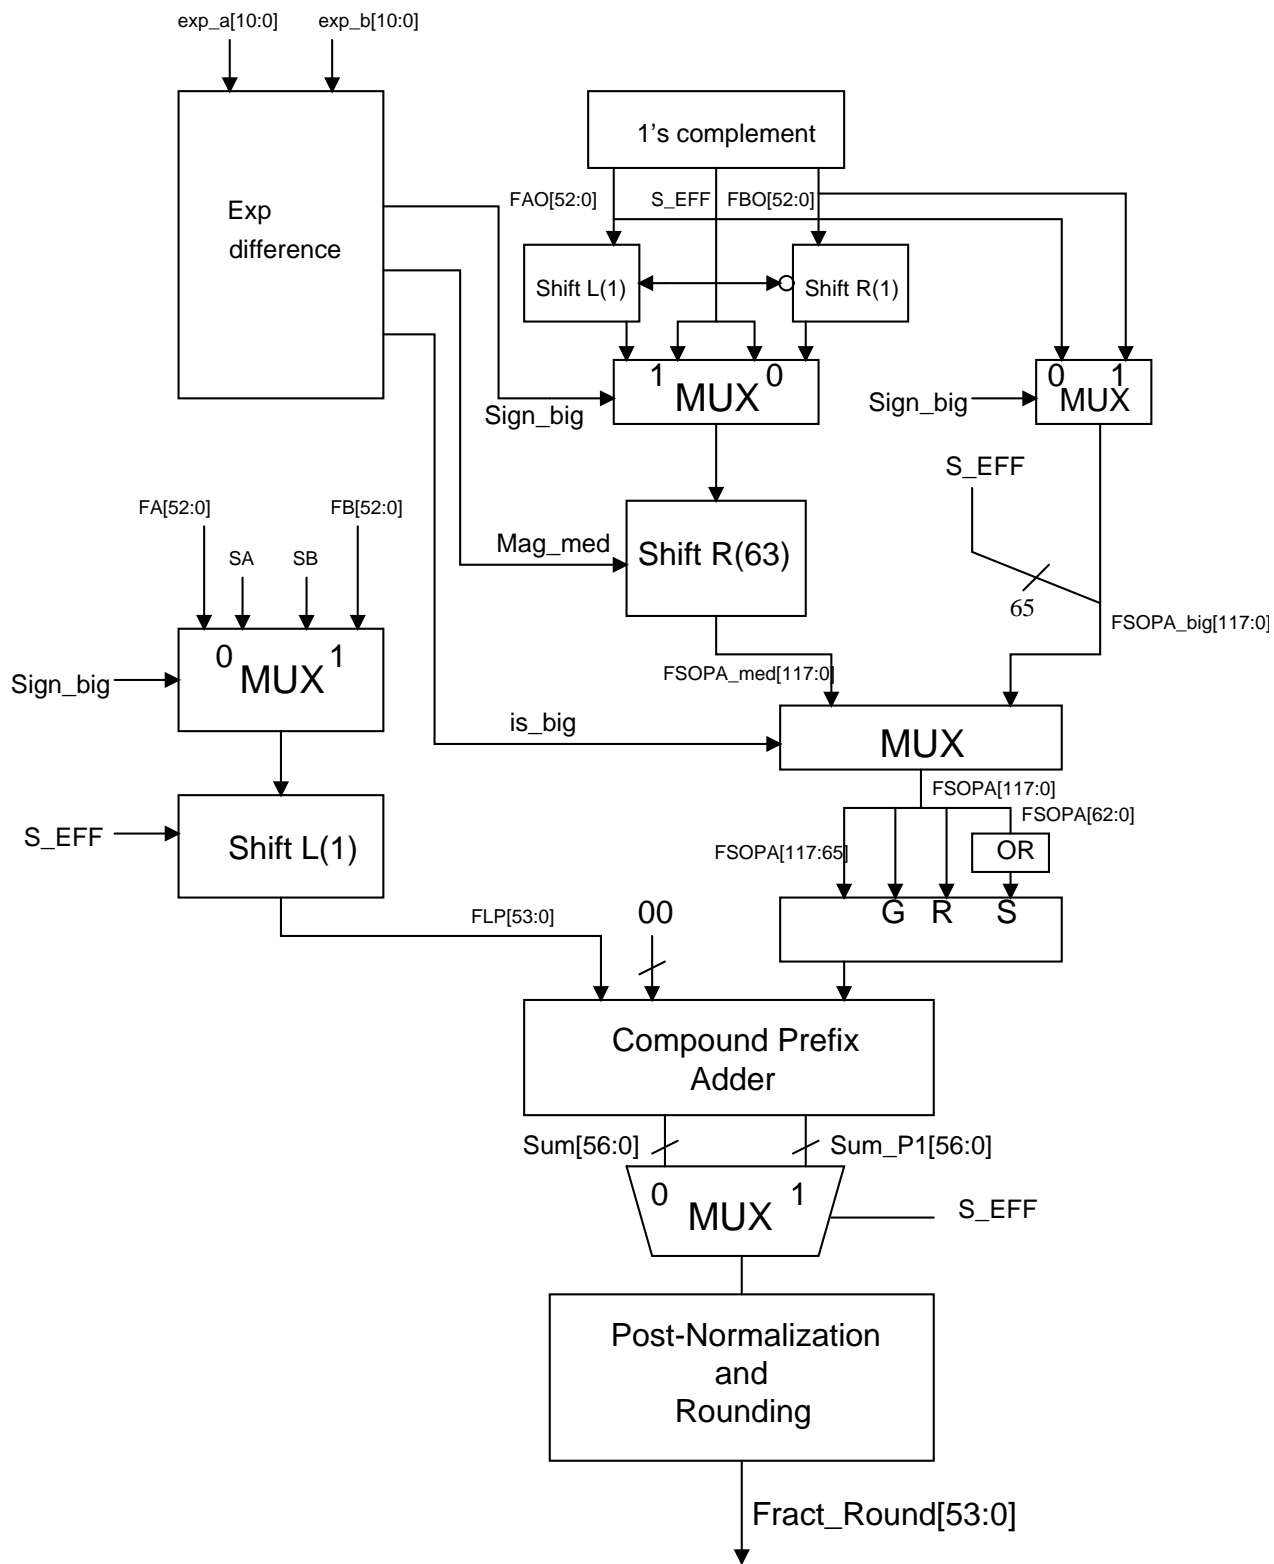 exp_a[10:0] exp_b[10:0]
1's complement
FAO[52:0] S_EFF FBO[52:0]
Exp
difference
Shift L(1) Shift R(1)
1 MUX 0
0 1
MUX
Sign_big
Sign_big
S_EFF
FA[52:0] FB[52:0]
SA SB
Mag_med
Shift R(63)
65
FSOPA_big[117:0]
0 MUX 1
Sign_big
FSOPA_med[117:0]
is_big
MUX
FSOPA[117:0]
FSOPA[62:0]
S_EFF
Shift L(1)
FSOPA[117:65]
OR
G R S
FLP[53:0]
00
Compound Prefix
Adder
Sum[56:0] Sum_P1[56:0]
0 MUX 1
S_EFF
Post-Normalization
and
Rounding
Fract_Round[53:0]